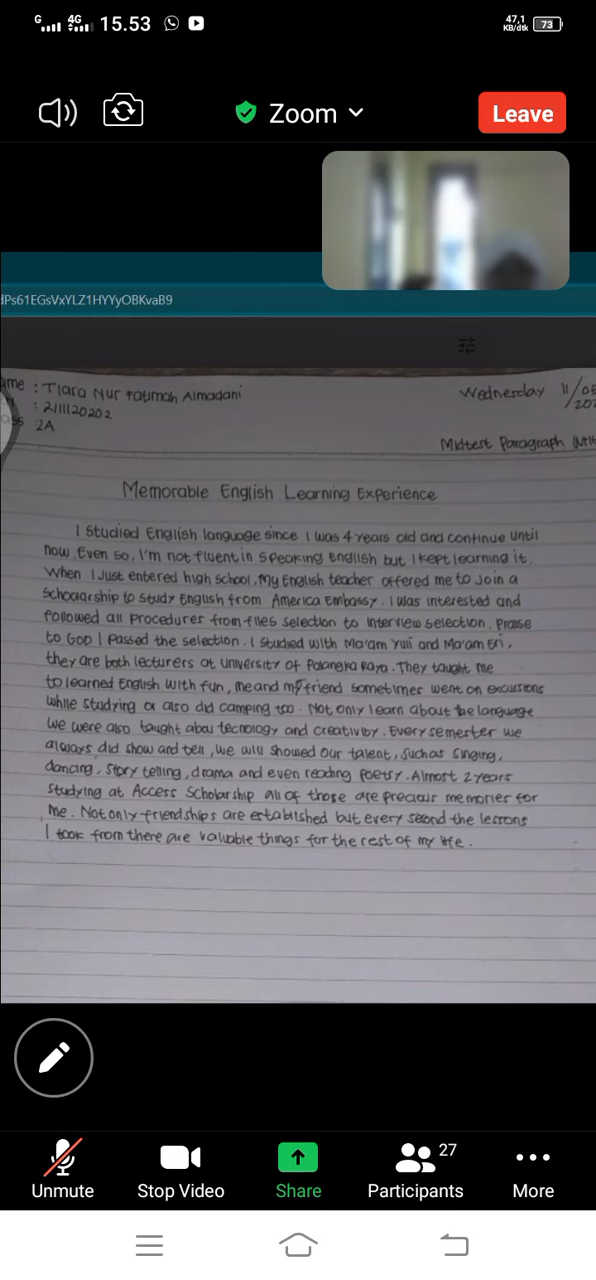 G 4G 15.53 47,1 KB/dtk 73
Zoom
Leave
dPs61EGsVxYLZ1HYYyOBKvaB9
ame : Tiara Nur Fatimah Almadani
Wednesday 11/05
: 2111120202
: 2A
Midtest Paragraph
Memorable English Learning Experience
I studied English language since I was 4 years old and continue until
now. Even so, I'm not fluent in speaking English but I kept learning it.
When I Just entered high school, My English teacher offered me to Join a
Schoolarship to study English from America Embassy. I was interested and
followed all procedures from files selection to interview selection. Praise
to God I passed the selection. I studied with Ma'am Yuli and Ma'am Eri,
they are both lecturers at university of Palangka Raya. They taught me
to learned English with fun, me and my friend sometimes went on excursions
while studying or also did camping too. Not only learn about the language
we were also taught abou tecnology and creativity. Every semester we
always did show and tell, we will showed our talent, such as singing,
dancing, story telling, drama and even reading poetry. Almost 2 years
studying at Access Scholarship all of those are precious memories for
me. Not only friendships are established but every second the lessons
I took from there are valuable things for the rest of my life.
Unmute
Stop Video
Share
Participants 27
More